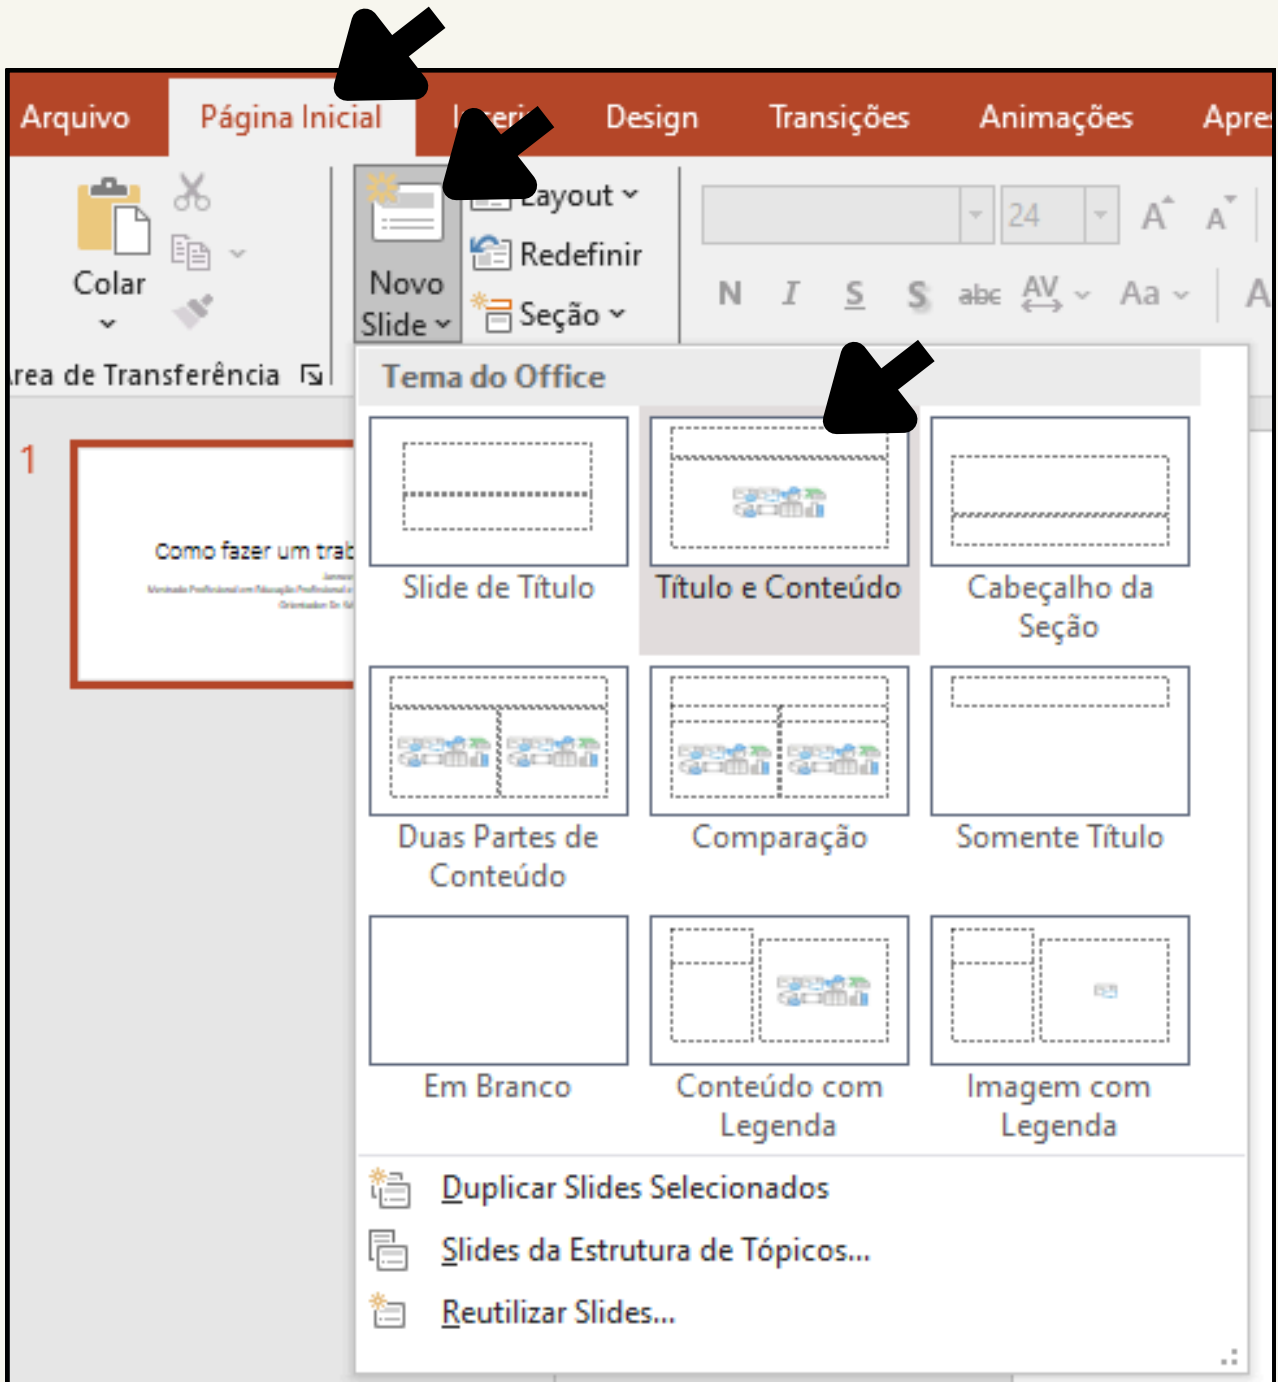 Arquivo Página Inicial Design Transições Animações
Layout
24
Colar
Novo
Slide
Redefinir
Seção
N I S S abc AV Aa A
de Transferência
Tema do Office
1
Como fazer um
Slide de Título
Título e Conteúdo
Cabeçalho da
Seção
Duas Partes de
Conteúdo
Comparação
Somente Título
Em Branco
Conteúdo com
Legenda
Imagem com
Legenda
Duplicar Slides Selecionados
Slides da Estrutura de Tópicos...
Reutilizar Slides...